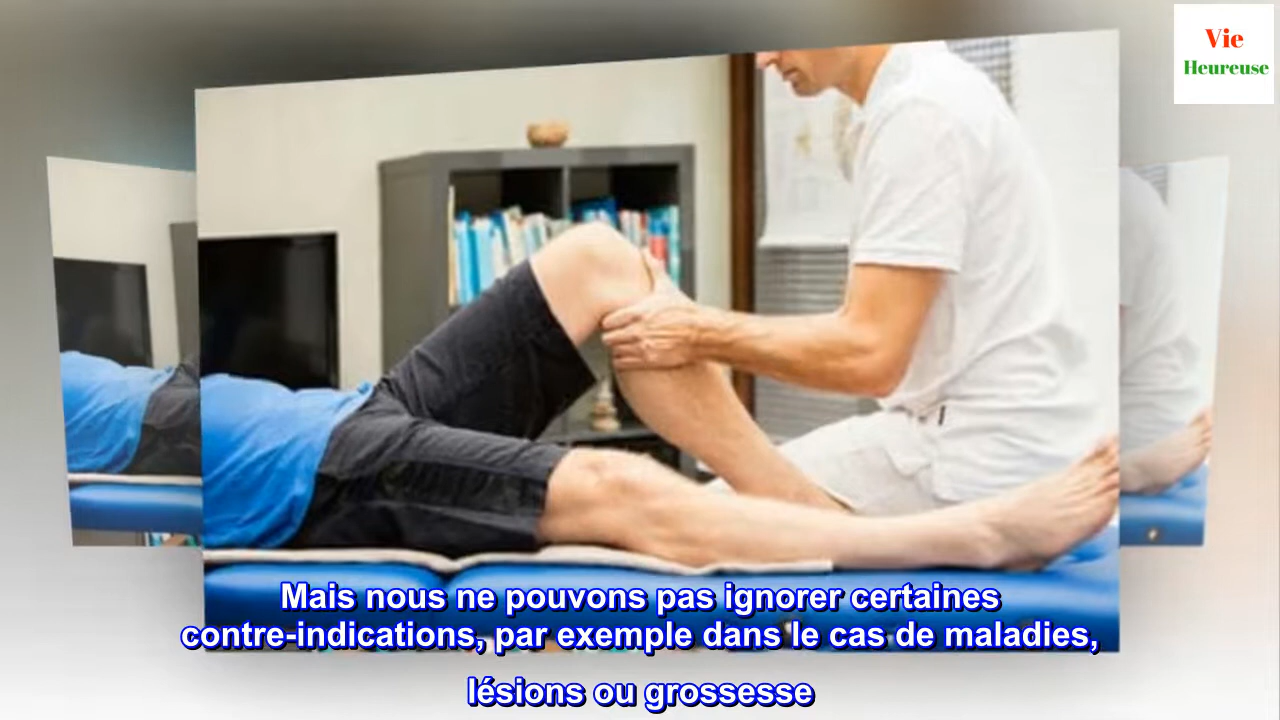 Vie
Heureuse
Mais nous ne pouvons pas ignorer certaines
contre-indications, par exemple dans le cas de maladies,
lésions ou grossesse